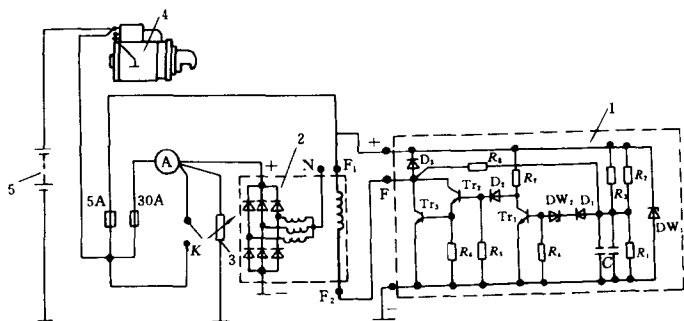 4
1
2
+
N
F₁
+
D₃
R₈
A
5
5A
30A
F
Tr₂
D₂
R₇
R₃
R₂
Tr₃
Tr₁
DW₂
D₁
DW₁
K
3
R₆
R₅
R₄
C
R₁
F₂
−
−